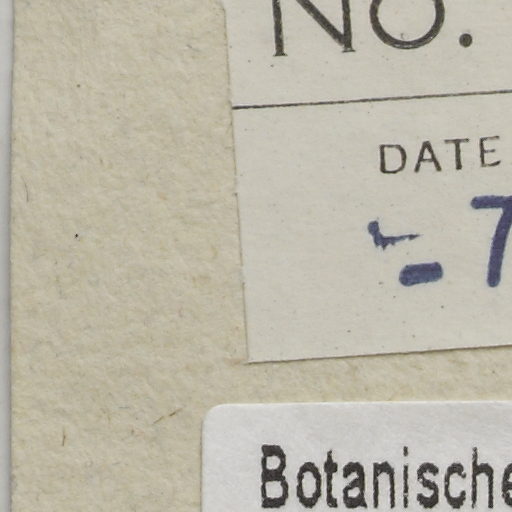 No.
DATE
- 7
Botanische